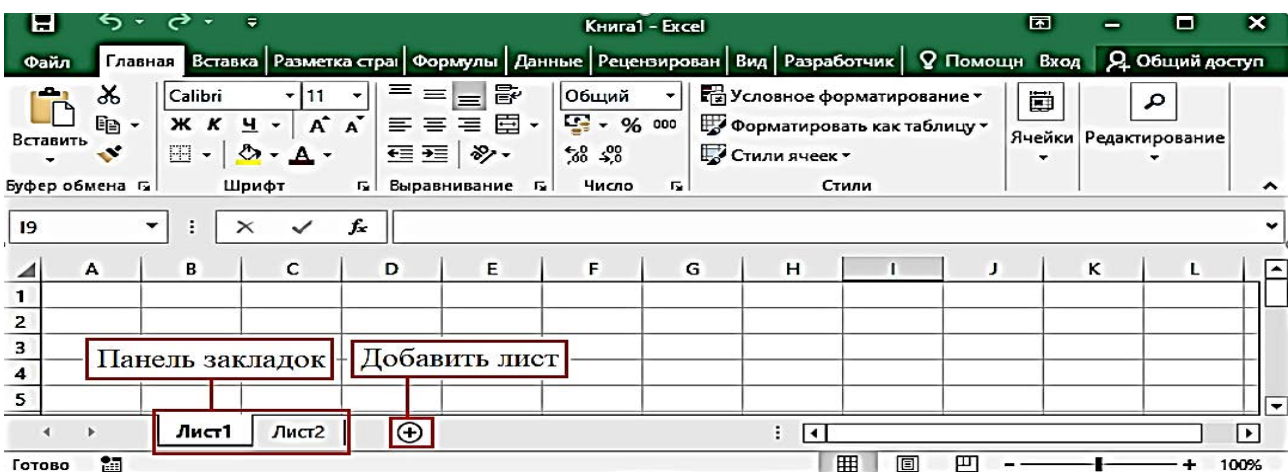 Книга1 - Excel
Файл Главная Вставка Разметка страı Формулы Данные Рецензирован Вид Разработчик Помощн Вход Общий доступ
Вставить
Буфер обмена
Calibri 11
Ж К Ч A A
A
Шрифт
Выравнивание
Общий
% 000
Число
Условное форматирование
Форматировать как таблицу
Стили ячеек
Стили
Ячейки
Редактирование
I9 fx
A B C D E F G H I J K L
1
2
3
4
5
Панель закладок Добавить лист
Лист1 Лист2
Готово 100%